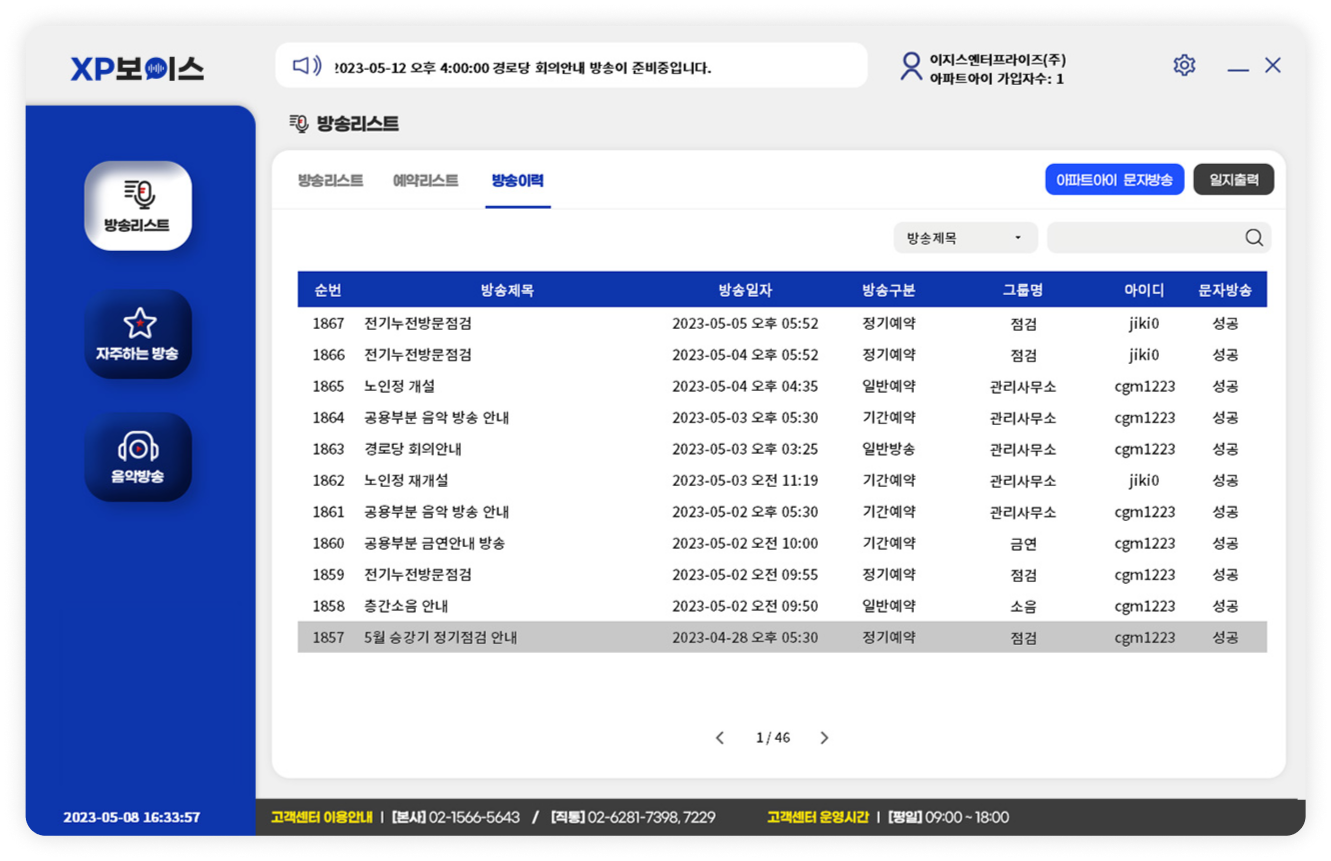 XP보이스
2023-05-12 오후 4:00:00 경로당 회의안내 방송이 준비중입니다.
이지스엔터프라이즈(주)
아파트아이 가입자수: 1
방송리스트
방송리스트
자주하는 방송
음악방송
방송리스트 예약리스트 방송이력
아파트아이 문자방송 일지출력
방송제목
순번 방송제목 방송일자 방송구분 그룹명 아이디 문자방송
1867 전기누전방문점검 2023-05-05 오후 05:52 정기예약 점검 jiki0 성공
1866 전기누전방문점검 2023-05-04 오후 05:52 정기예약 점검 jiki0 성공
1865 노인정 개설 2023-05-04 오후 04:35 일반예약 관리사무소 cgm1223 성공
1864 공용부분 음악 방송 안내 2023-05-03 오후 05:30 기간예약 관리사무소 cgm1223 성공
1863 경로당 회의안내 2023-05-03 오후 03:25 일반방송 관리사무소 cgm1223 성공
1862 노인정 재개설 2023-05-03 오전 11:19 기간예약 관리사무소 jiki0 성공
1861 공용부분 음악 방송 안내 2023-05-02 오후 05:30 기간예약 관리사무소 cgm1223 성공
1860 공용부분 금연안내 방송 2023-05-02 오전 10:00 기간예약 금연 cgm1223 성공
1859 전기누전방문점검 2023-05-02 오전 09:55 정기예약 점검 cgm1223 성공
1858 층간소음 안내 2023-05-02 오전 09:50 일반예약 소음 cgm1223 성공
1857 5월 승강기 정기점검 안내 2023-04-28 오후 05:30 정기예약 점검 cgm1223 성공
1 / 46
2023-05-08 16:33:57
고객센터 이용안내 | [본사] 02-1566-5643 / [직통] 02-6281-7398, 7229 고객센터 운영시간 | [평일] 09:00 ~ 18:00